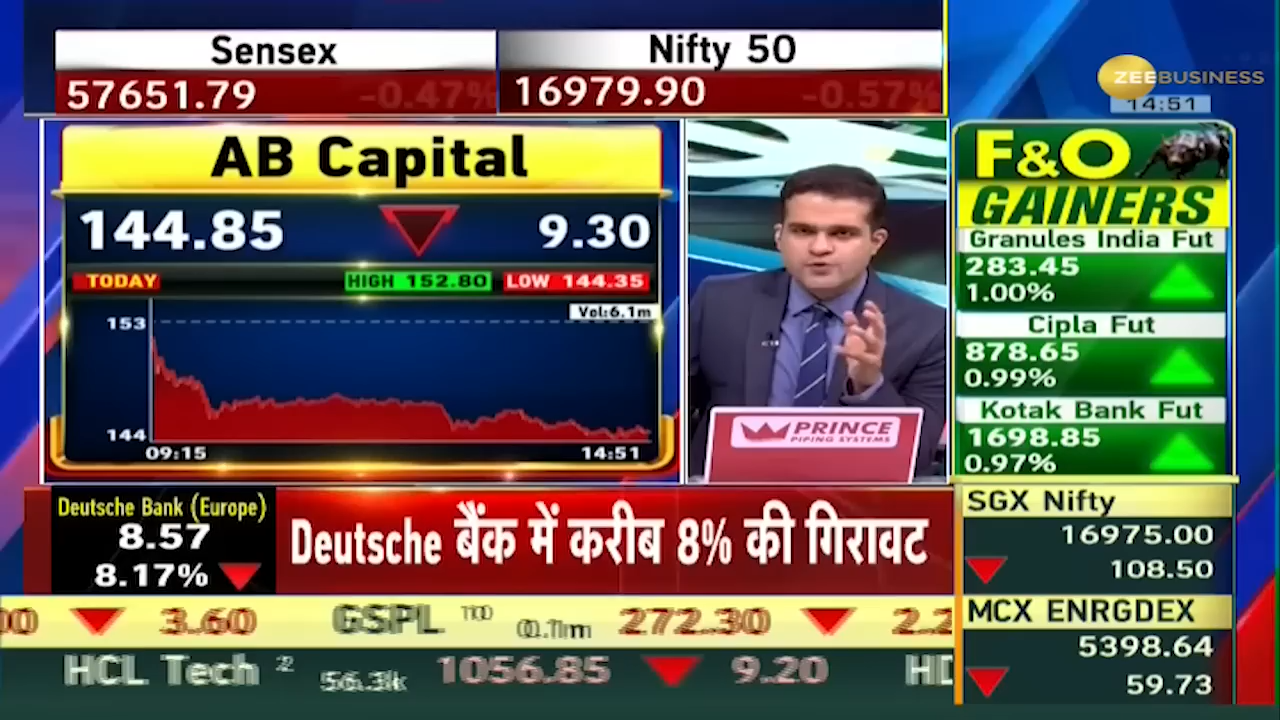 Sensex
57651.79 -0.47%
Nifty 50
16979.90 -0.57%
ZEEBUSINESS
14:51
AB Capital
144.85 9.30
TODAY HIGH 152.80 LOW 144.35
Vol:6.1m
153
144
09:15 14:51
PRINCE
PIPING SYSTEMS
F&O
GAINERS
Granules India Fut
283.45
1.00%
Cipla Fut
878.65
0.99%
Kotak Bank Fut
1698.85
0.97%
Deutsche Bank (Europe)
8.57
8.17%
Deutsche बैंक में करीब 8% की गिरावट
SGX Nifty
16975.00
108.50
MCX ENRGDEX
5398.64
59.73
3.60 GSPL 272.30
HCL Tech 56.3k 1056.85 9.20 HD